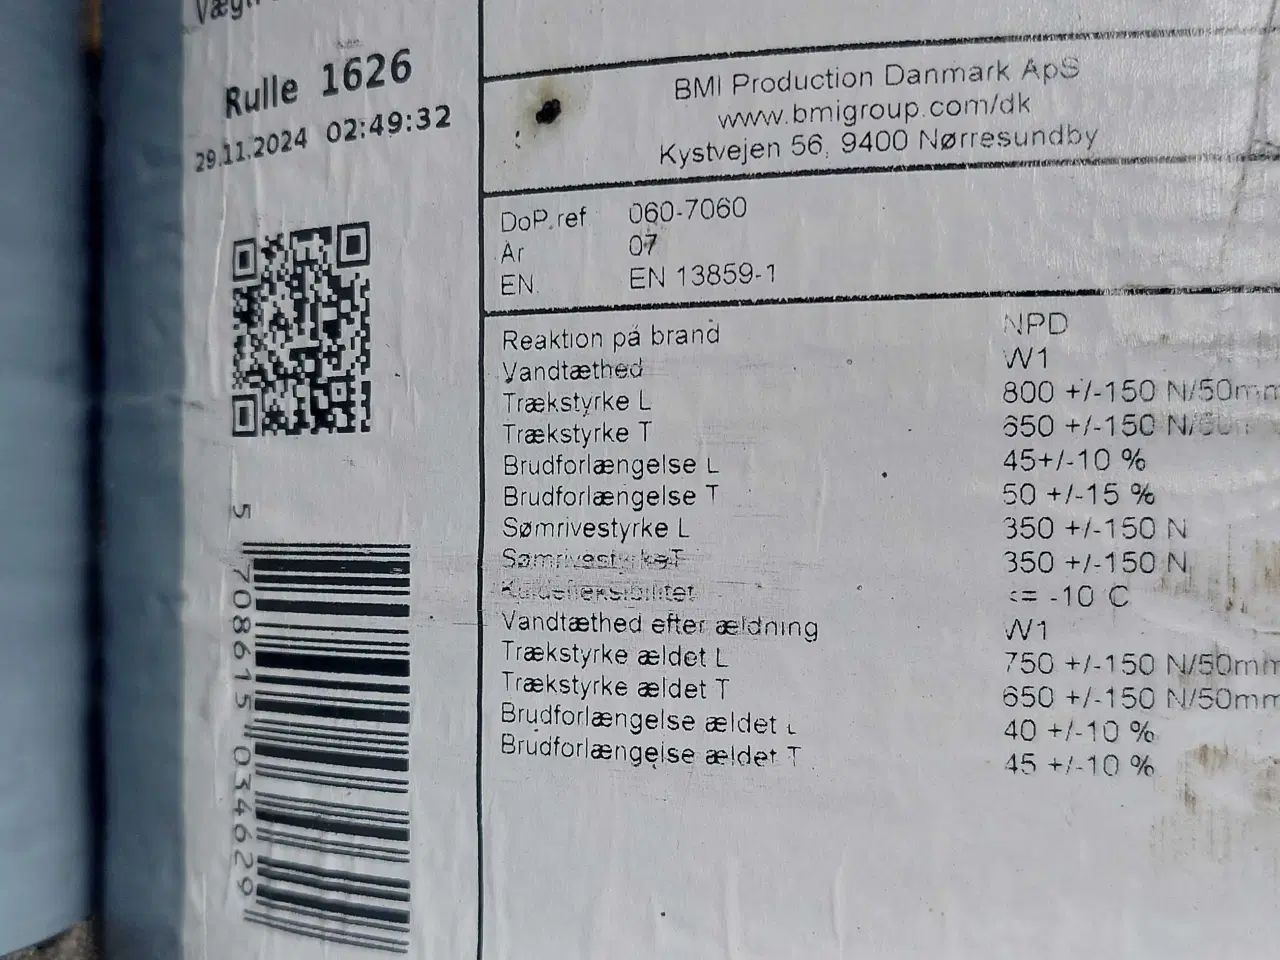 Rulle 1626
29.11.2024 02:49:32
5 708615 034629
BMI Production Danmark ApS
www.bmigroup.com/dk
Kystvejen 56, 9400 Nørresundby
DoP.ref 060-7060
År 07
EN. EN 13859-1
Reaktion på brand NPD
Vandtæthed W1
Trækstyrke L 800 +/-150 N/50mm
Trækstyrke T 650 +/-150 N/50m
Brudforlængelse L 45+/-10 %
Brudforlængelse T 50 +/-15 %
Sømrivestyrke L 350 +/-150 N
Sømrivestyrke T 350 +/-150 N
Kuldefleksibilitet <= -10 C
Vandtæthed efter ældning W1
Trækstyrke ældet L 750 +/-150 N/50mm
Trækstyrke ældet T 650 +/-150 N/50mm
Brudforlængelse ældet L 40 +/-10 %
Brudforlængelse ældet T 45 +/-10 %